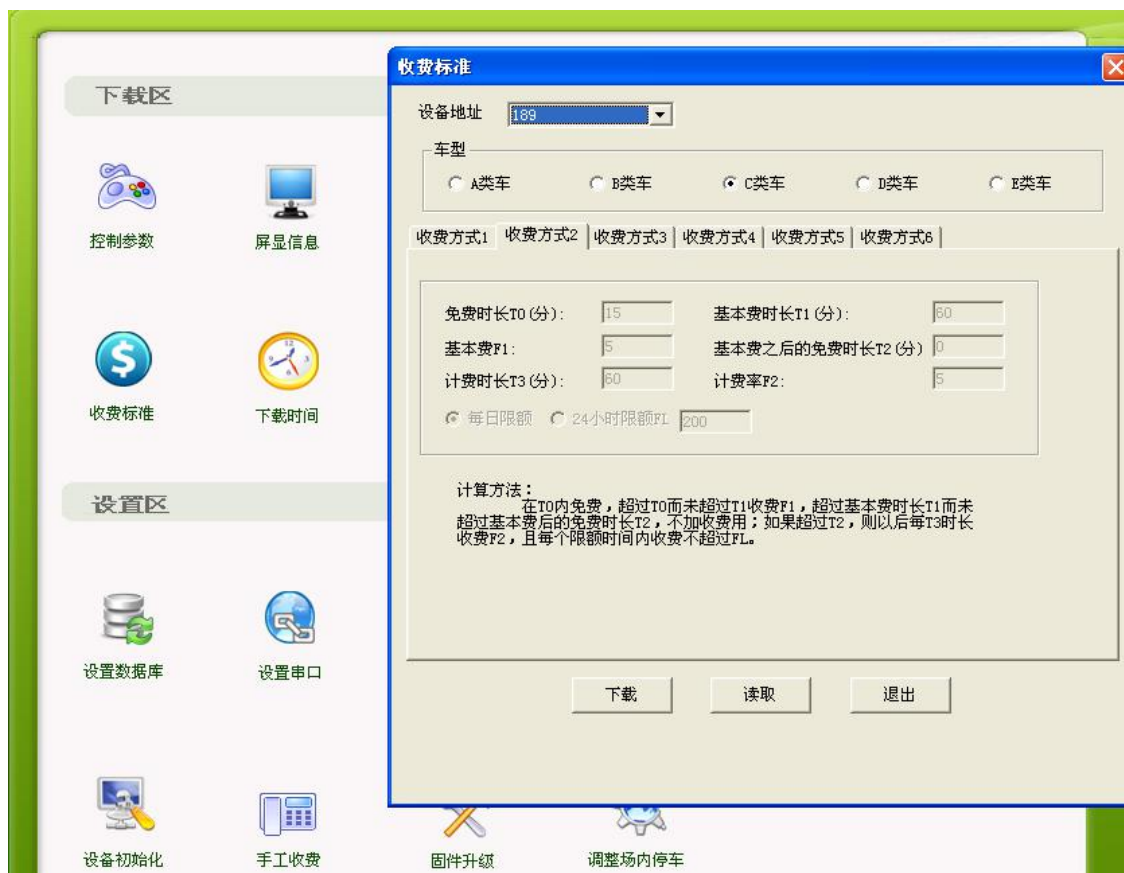 下载区
控制参数
屏显信息
收费标准
下载时间
设置区
设置数据库
设置串口
设备初始化
手工收费
固件升级
调整场内停车
收费标准
设备地址 189
车型
A类车 B类车 C类车 D类车 E类车
收费方式1 收费方式2 收费方式3 收费方式4 收费方式5 收费方式6
免费时长T0(分): 15 基本费时长T1(分): 60
基本费F1: 5 基本费之后的免费时长T2(分) 0
计费时长T3(分): 60 计费率F2: 5
每日限额 24小时限额FL 200
计算方法:
在T0内免费,超过T0而未超过T1收费F1,超过基本费时长T1而未
超过基本费后的免费时长T2,不加收费用;如果超过T2,则以后每T3时长
收费F2,且每个限额时间内收费不超过FL。
下载 读取 退出